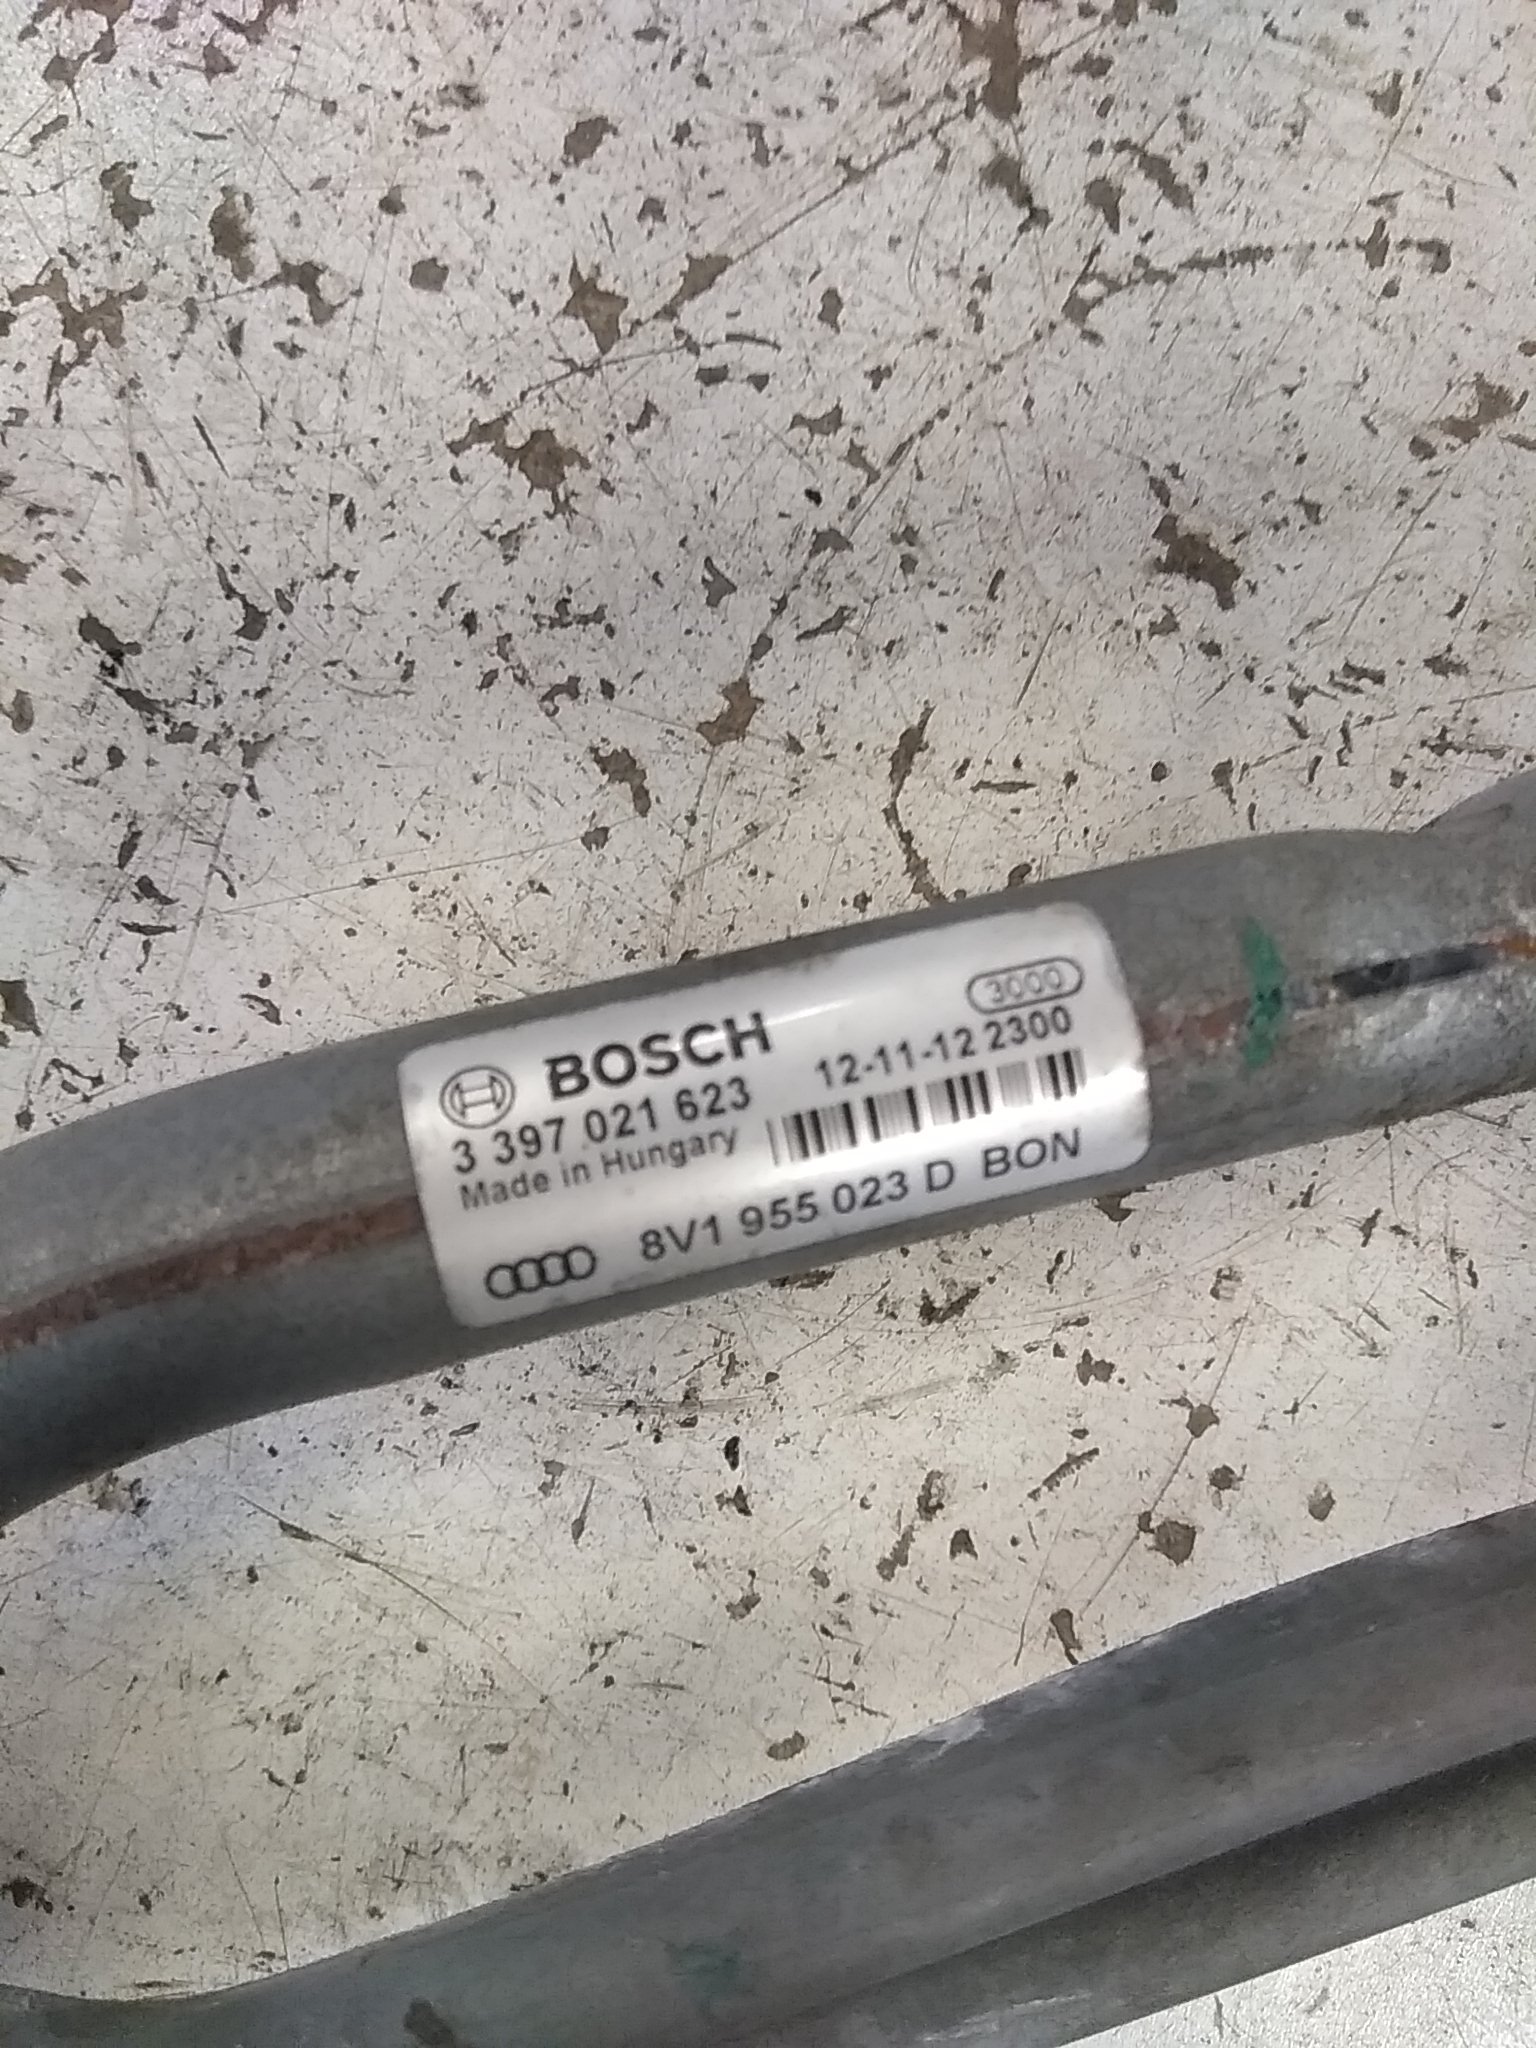 3000
BOSCH
12-11-12 2300
3 397 021 623
Made in Hungary
8V1 955 023 D BON